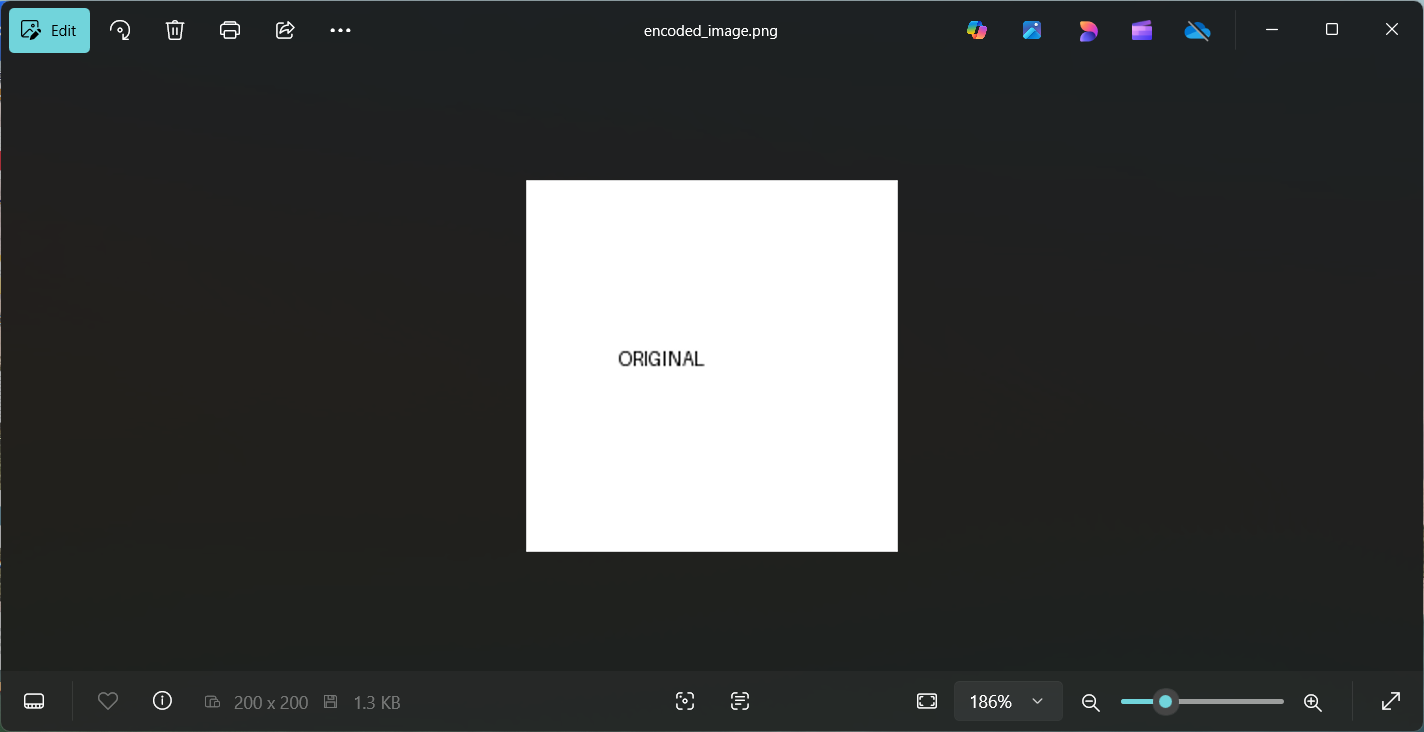 Edit
encoded_image.png
ORIGINAL
200 x 200
1.3 KB
186%